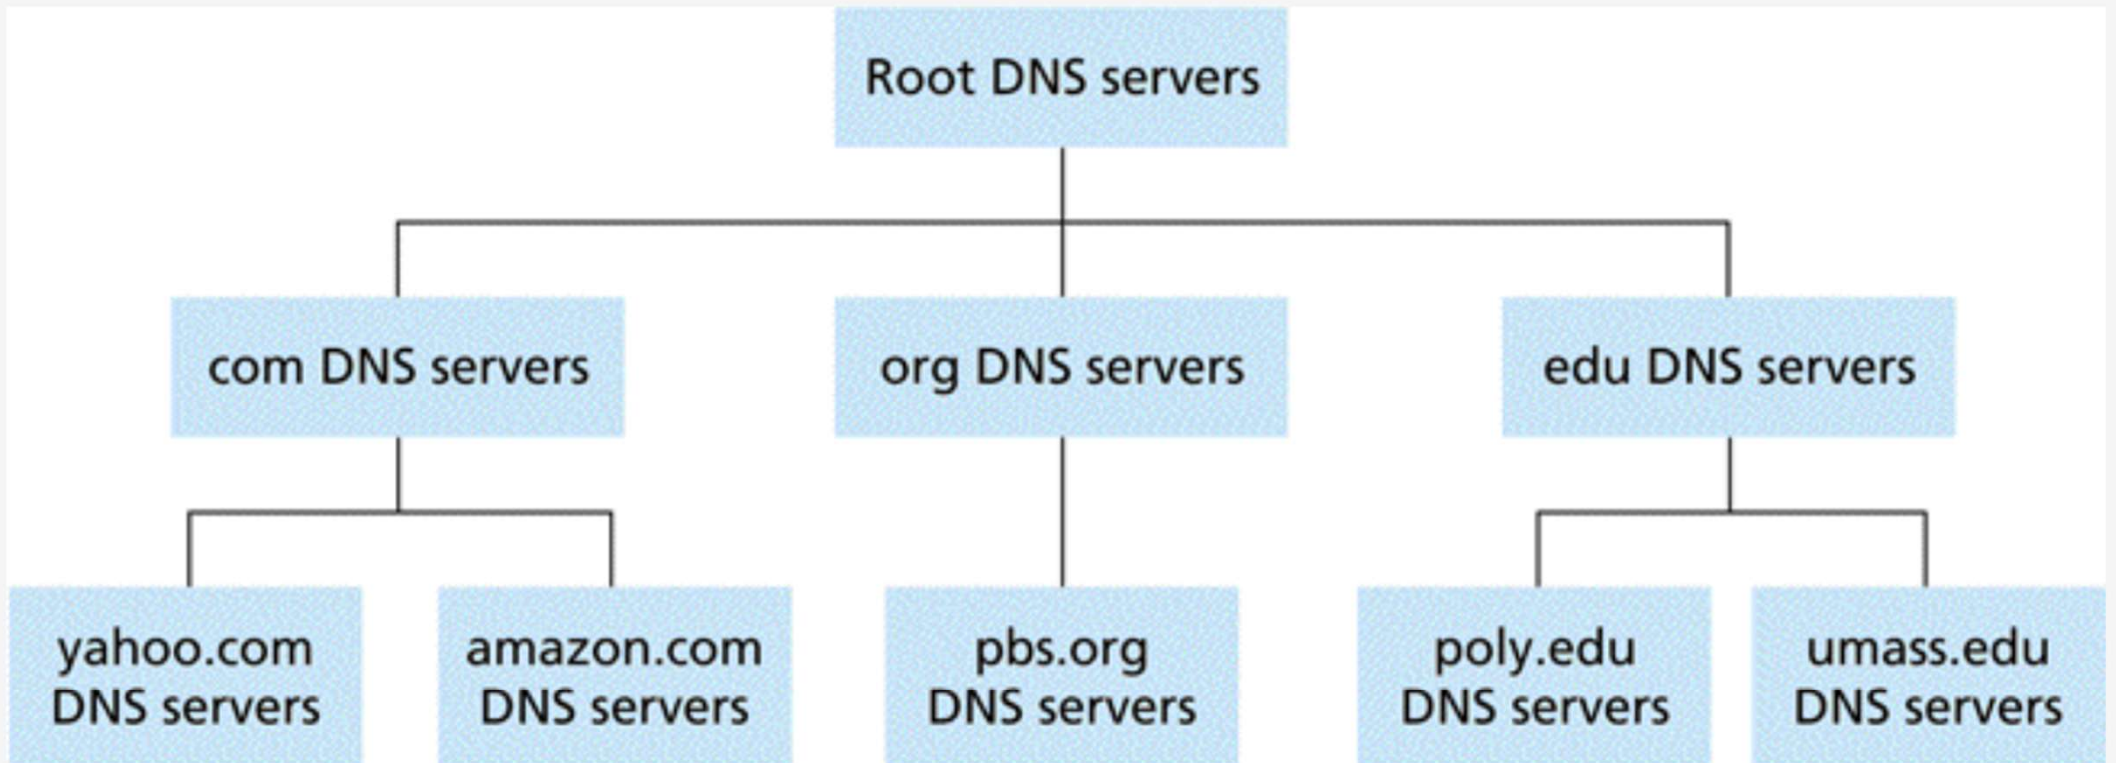 Root DNS servers
com DNS servers
org DNS servers
edu DNS servers
yahoo.com
DNS servers
amazon.com
DNS servers
pbs.org
DNS servers
poly.edu
DNS servers
umass.edu
DNS servers